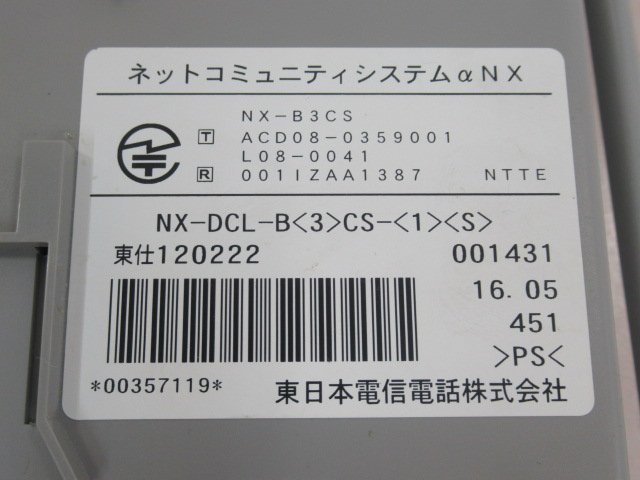 ネットコミュニティシステムαNX
NX-B3CS
T ACD08-0359001
L08-0041
R 001IZAA1387 NTTE
NX-DCL-B<3>CS-<1><S>
東仕120222 001431
16.05
451
>PS<
*00357119* 東日本電信電話株式会社